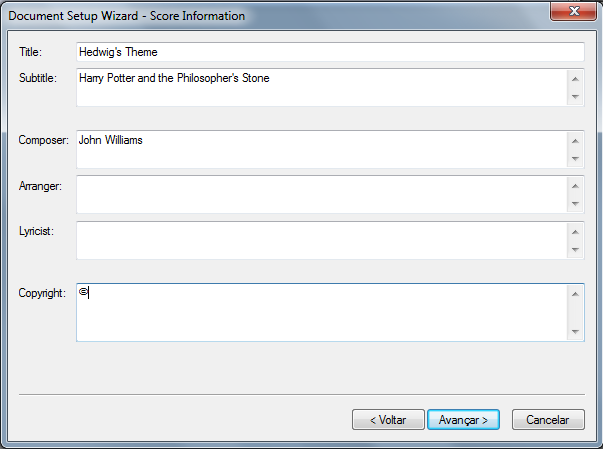 Document Setup Wizard - Score Information
Title: Hedwig's Theme
Subtitle: Harry Potter and the Philosopher's Stone
Composer: John Williams
Arranger:
Lyricist:
Copyright: ©
< Voltar Avançar > Cancelar